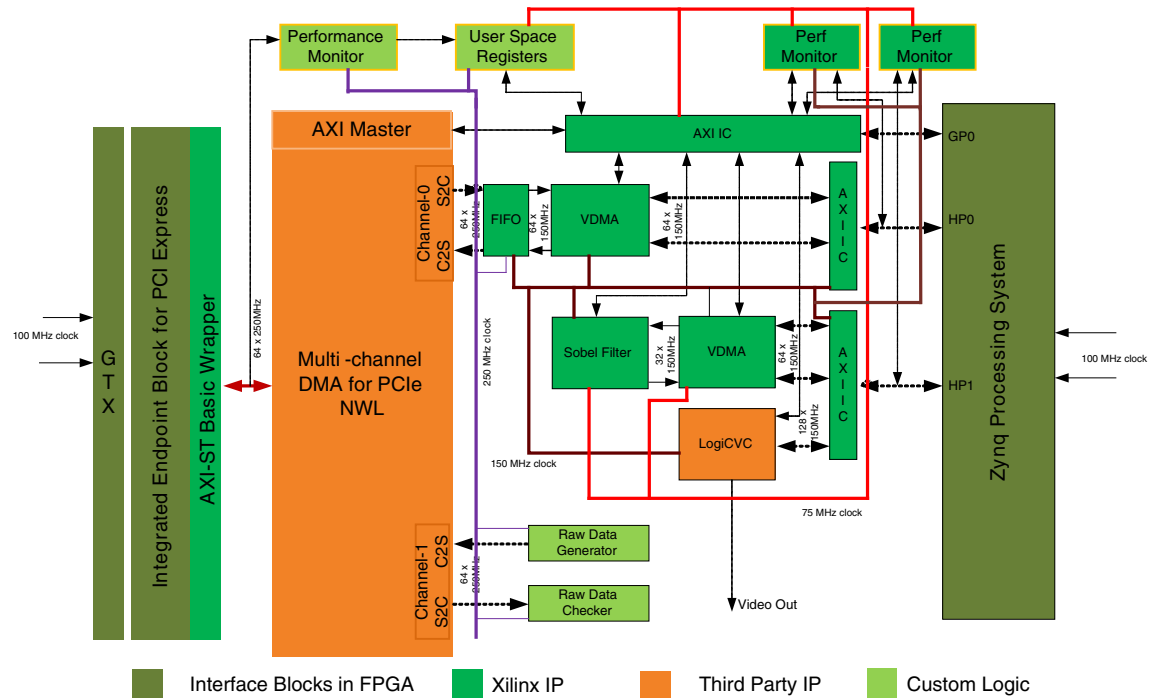 Performance
Monitor
User Space
Registers
Perf
Monitor
Perf
Monitor
AXI Master
AXI IC
GP0
Channel-0
S2C
C2S
64 x
250MHz
FIFO
64 x
150MHz
VDMA
64 x
150MHz
A
X
I
I
C
HP0
100 MHz clock
G
T
X
Integrated Endpoint Block for PCI Express
AXI-ST Basic Wrapper
64 x 250MHz
Multi -channel
DMA for PCIe
NWL
250 MHz clock
Sobel Filter
32 x
150MHz
VDMA
64 x
150MHz
A
X
I
I
C
HP1
Zynq Processing System
100 MHz clock
LogiCVC
128 x
150MHz
150 MHz clock
75 MHz clock
Channel-1
C2S
S2C
64 x
250MHz
Raw Data
Generator
Raw Data
Checker
Video Out
Interface Blocks in FPGA
Xilinx IP
Third Party IP
Custom Logic